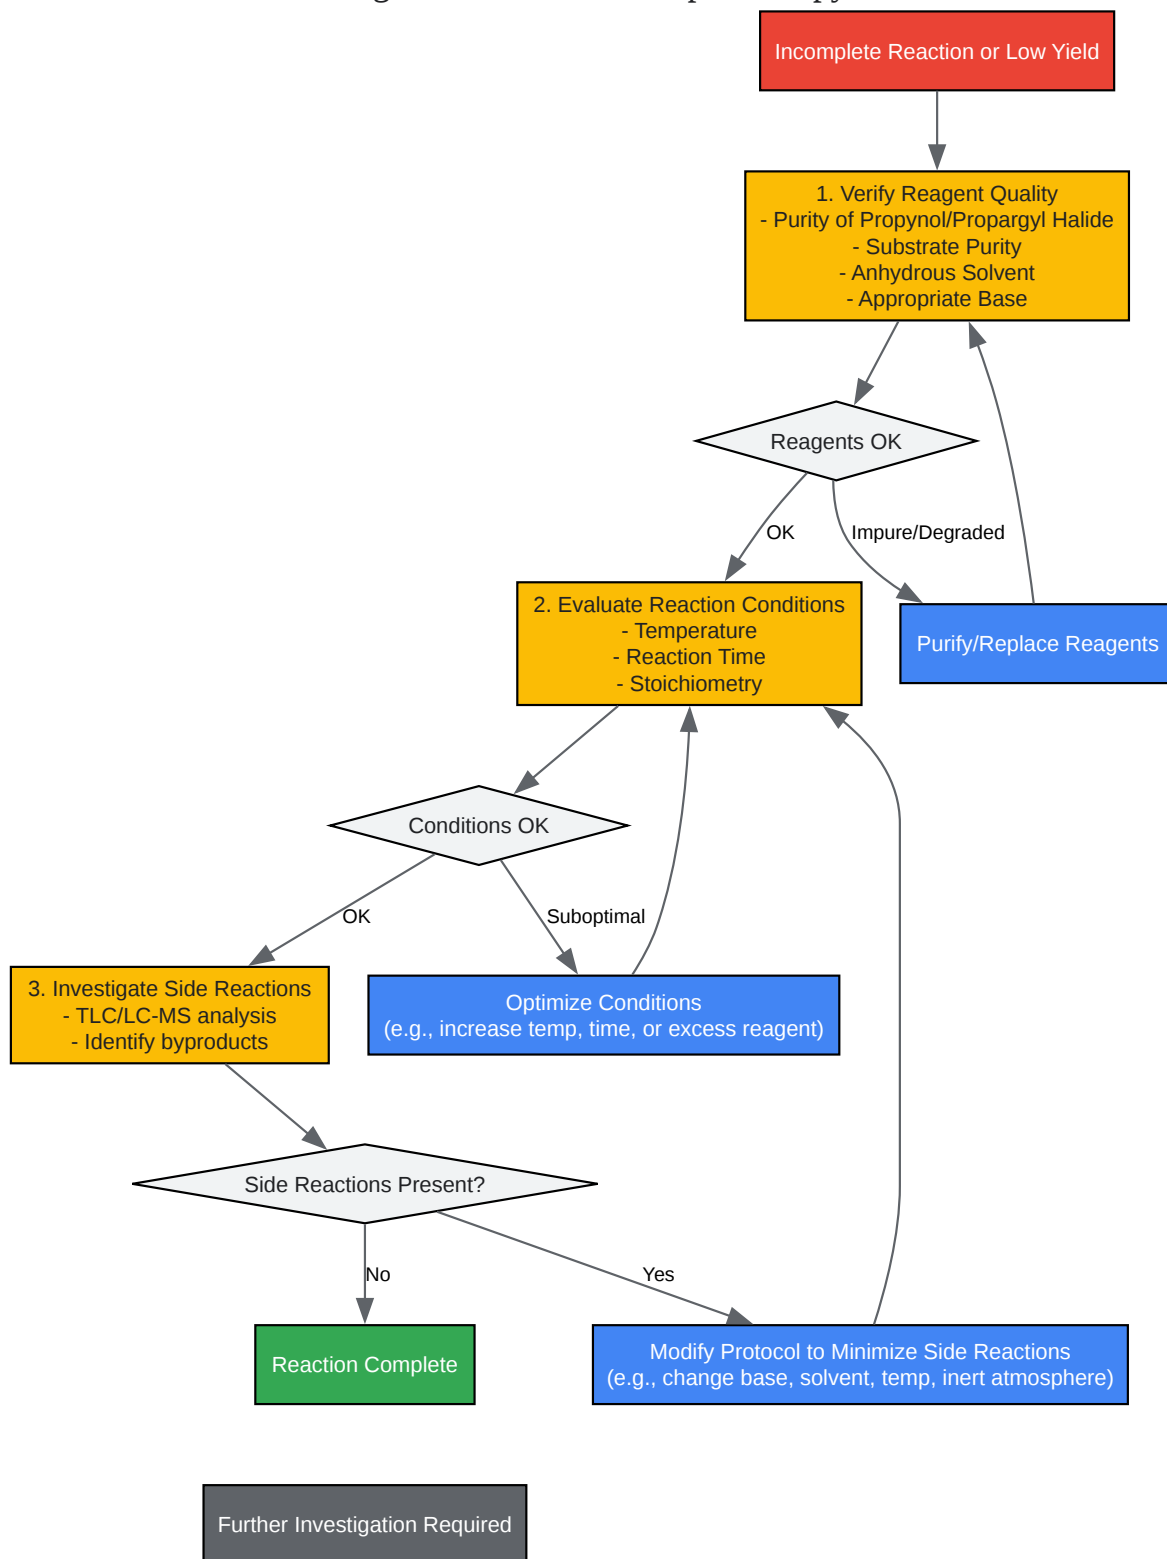 Incomplete Reaction or Low Yield
1. Verify Reagent Quality
- Purity of Propynol/Propargyl Halide
- Substrate Purity
- Anhydrous Solvent
- Appropriate Base
Reagents OK
OK
Impure/Degraded
2. Evaluate Reaction Conditions
- Temperature
- Reaction Time
- Stoichiometry
Purify/Replace Reagents
Conditions OK
OK
Suboptimal
3. Investigate Side Reactions
- TLC/LC-MS analysis
- Identify byproducts
Optimize Conditions
(e.g., increase temp, time, or excess reagent)
Side Reactions Present?
No
Yes
Reaction Complete
Modify Protocol to Minimize Side Reactions
(e.g., change base, solvent, temp, inert atmosphere)
Further Investigation Required